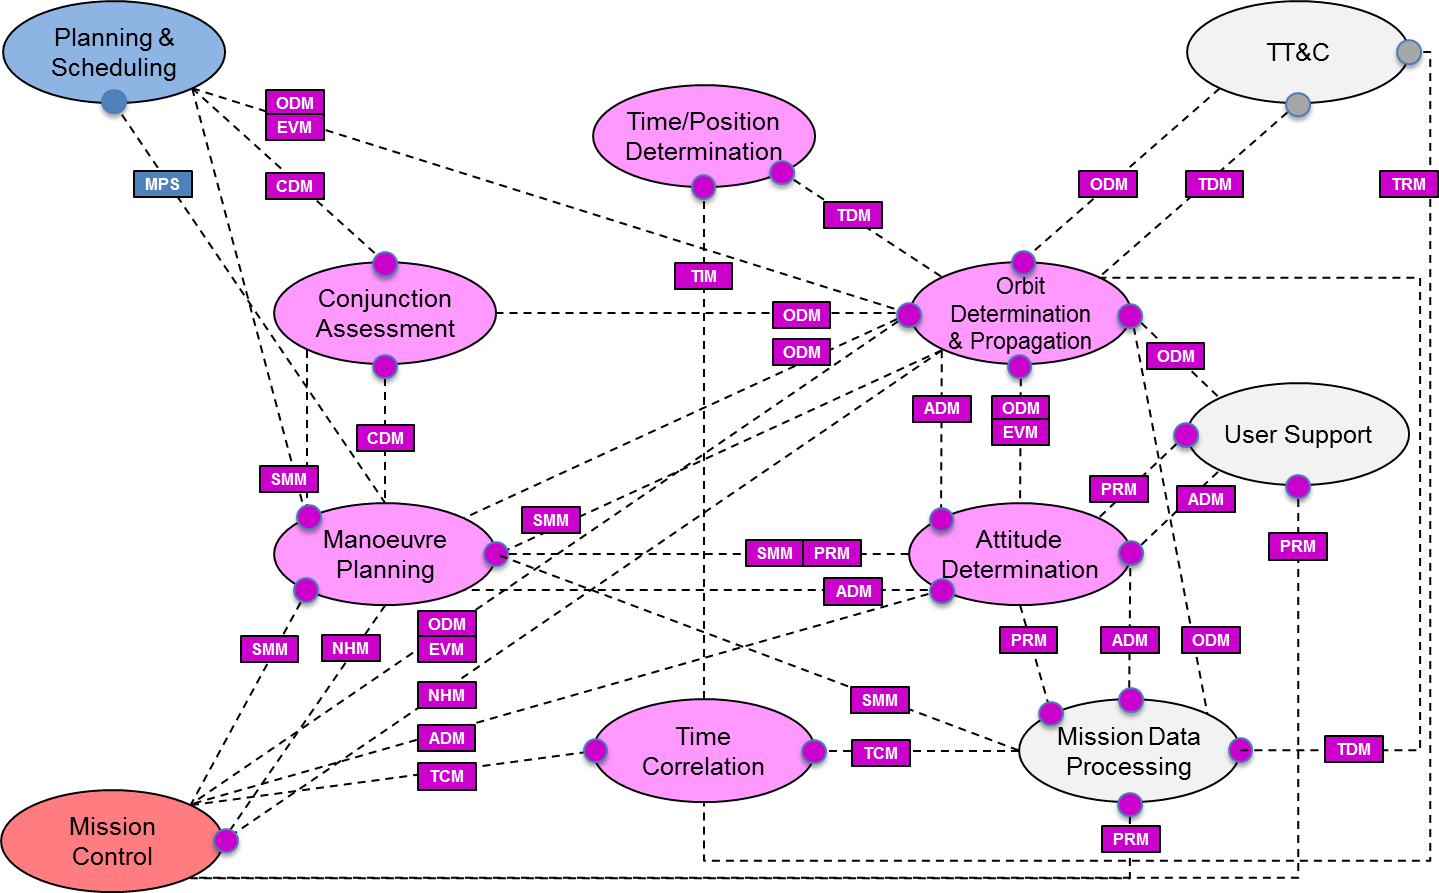 Planning &
Scheduling
TT&C
ODM
EVM
Time/Position
Determination
MPS
CDM
ODM
TDM
TRM
TDM
TIM
Conjunction
Assessment
Orbit
Determination
& Propagation
ODM
ODM
ODM
ADM
ODM
EVM
User Support
CDM
SMM
PRM
ADM
SMM
PRM
Manoeuvre
Planning
SMM
PRM
Attitude
Determination
ADM
ODM
EVM
SMM
NHM
PRM
ADM
ODM
NHM
SMM
ADM
Time
Correlation
TCM
Mission Data
Processing
TDM
TCM
Mission
Control
PRM